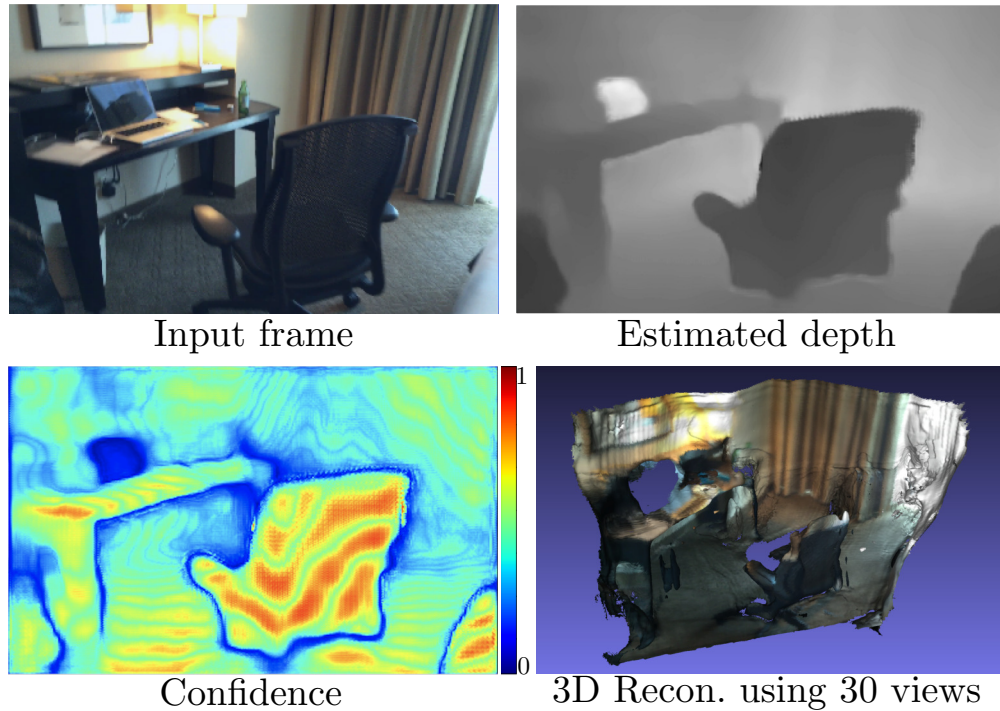 Input frame
Estimated depth
1
0
Confidence
3D Recon. using 30 views